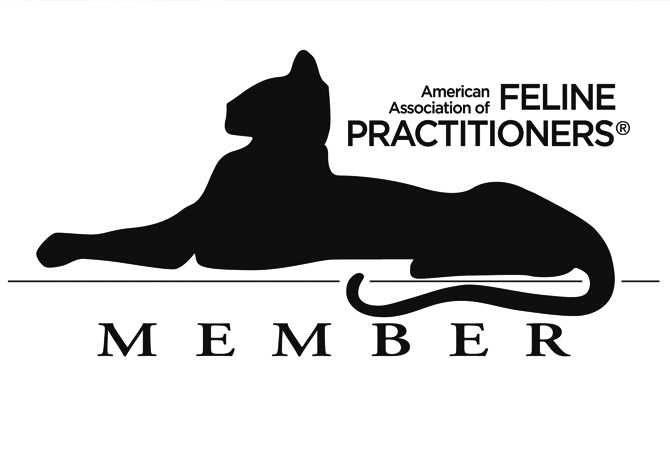 American
Association of FELINE
PRACTITIONERS®
MEMBER